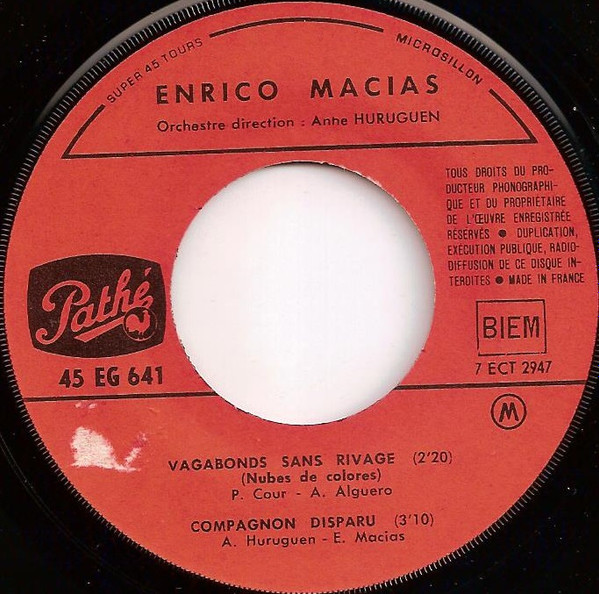 SUPER 45 TOURS
MICROSILLON
ENRICO MACIAS
Orchestre direction : Anne HURUGUEN
TOUS DROITS DU PRO-
DUCTEUR PHONOGRAPHI-
QUE ET DU PROPRIÉTAIRE
DE L'ŒUVRE ENREGISTRÉE
RÉSERVÉS ● DUPLICATION,
EXÉCUTION PUBLIQUE, RADIO-
DIFFUSION DE CE DISQUE IN-
TERDITES ● MADE IN FRANCE
Pathé
45 EG 641
BIEM
7 ECT 2947
M
VAGABONDS SANS RIVAGE (2'20)
(Nubes de colores)
P. Cour - A. Alguero
COMPAGNON DISPARU (3'10)
A. Huruguen - E. Macias